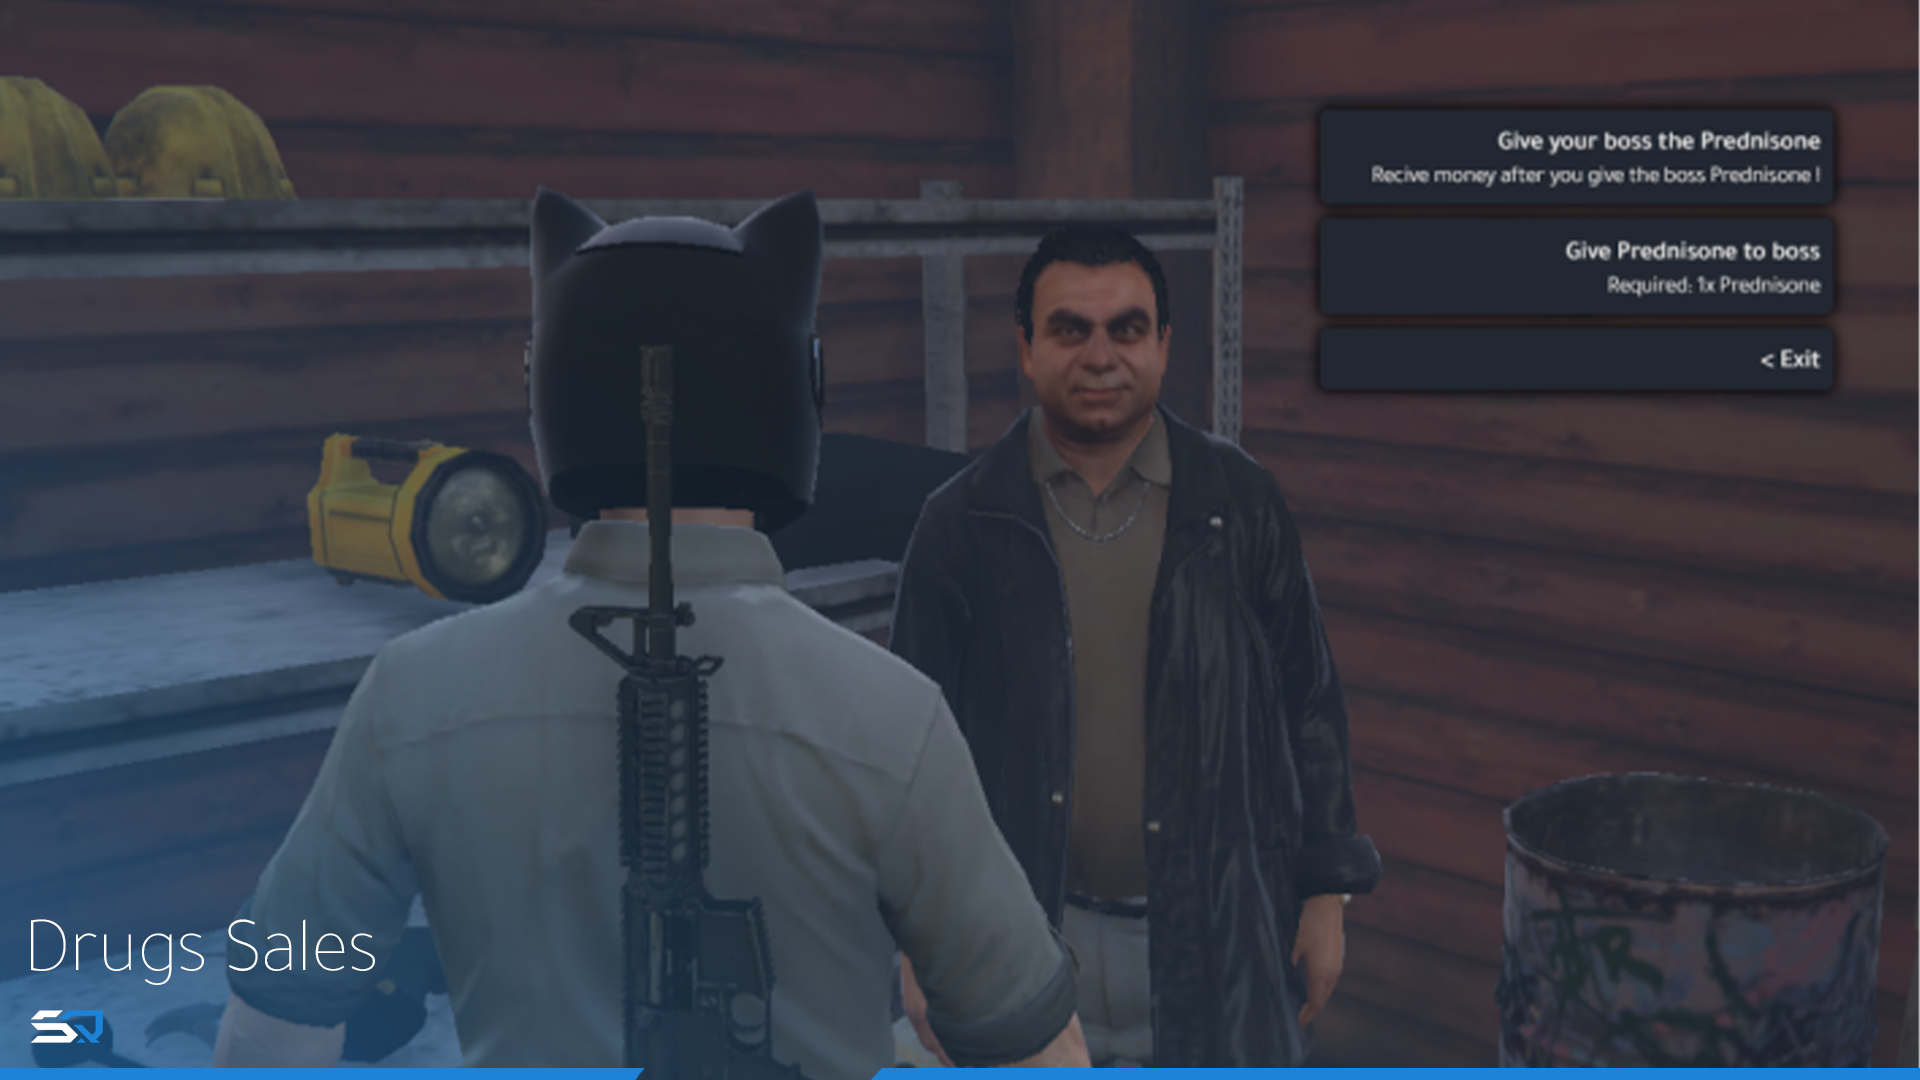 Give your boss the Prednisone
Recive money after you give the boss Prednisone !
Give Prednisone to boss
Required: 1x Prednisone
< Exit
Drugs Sales